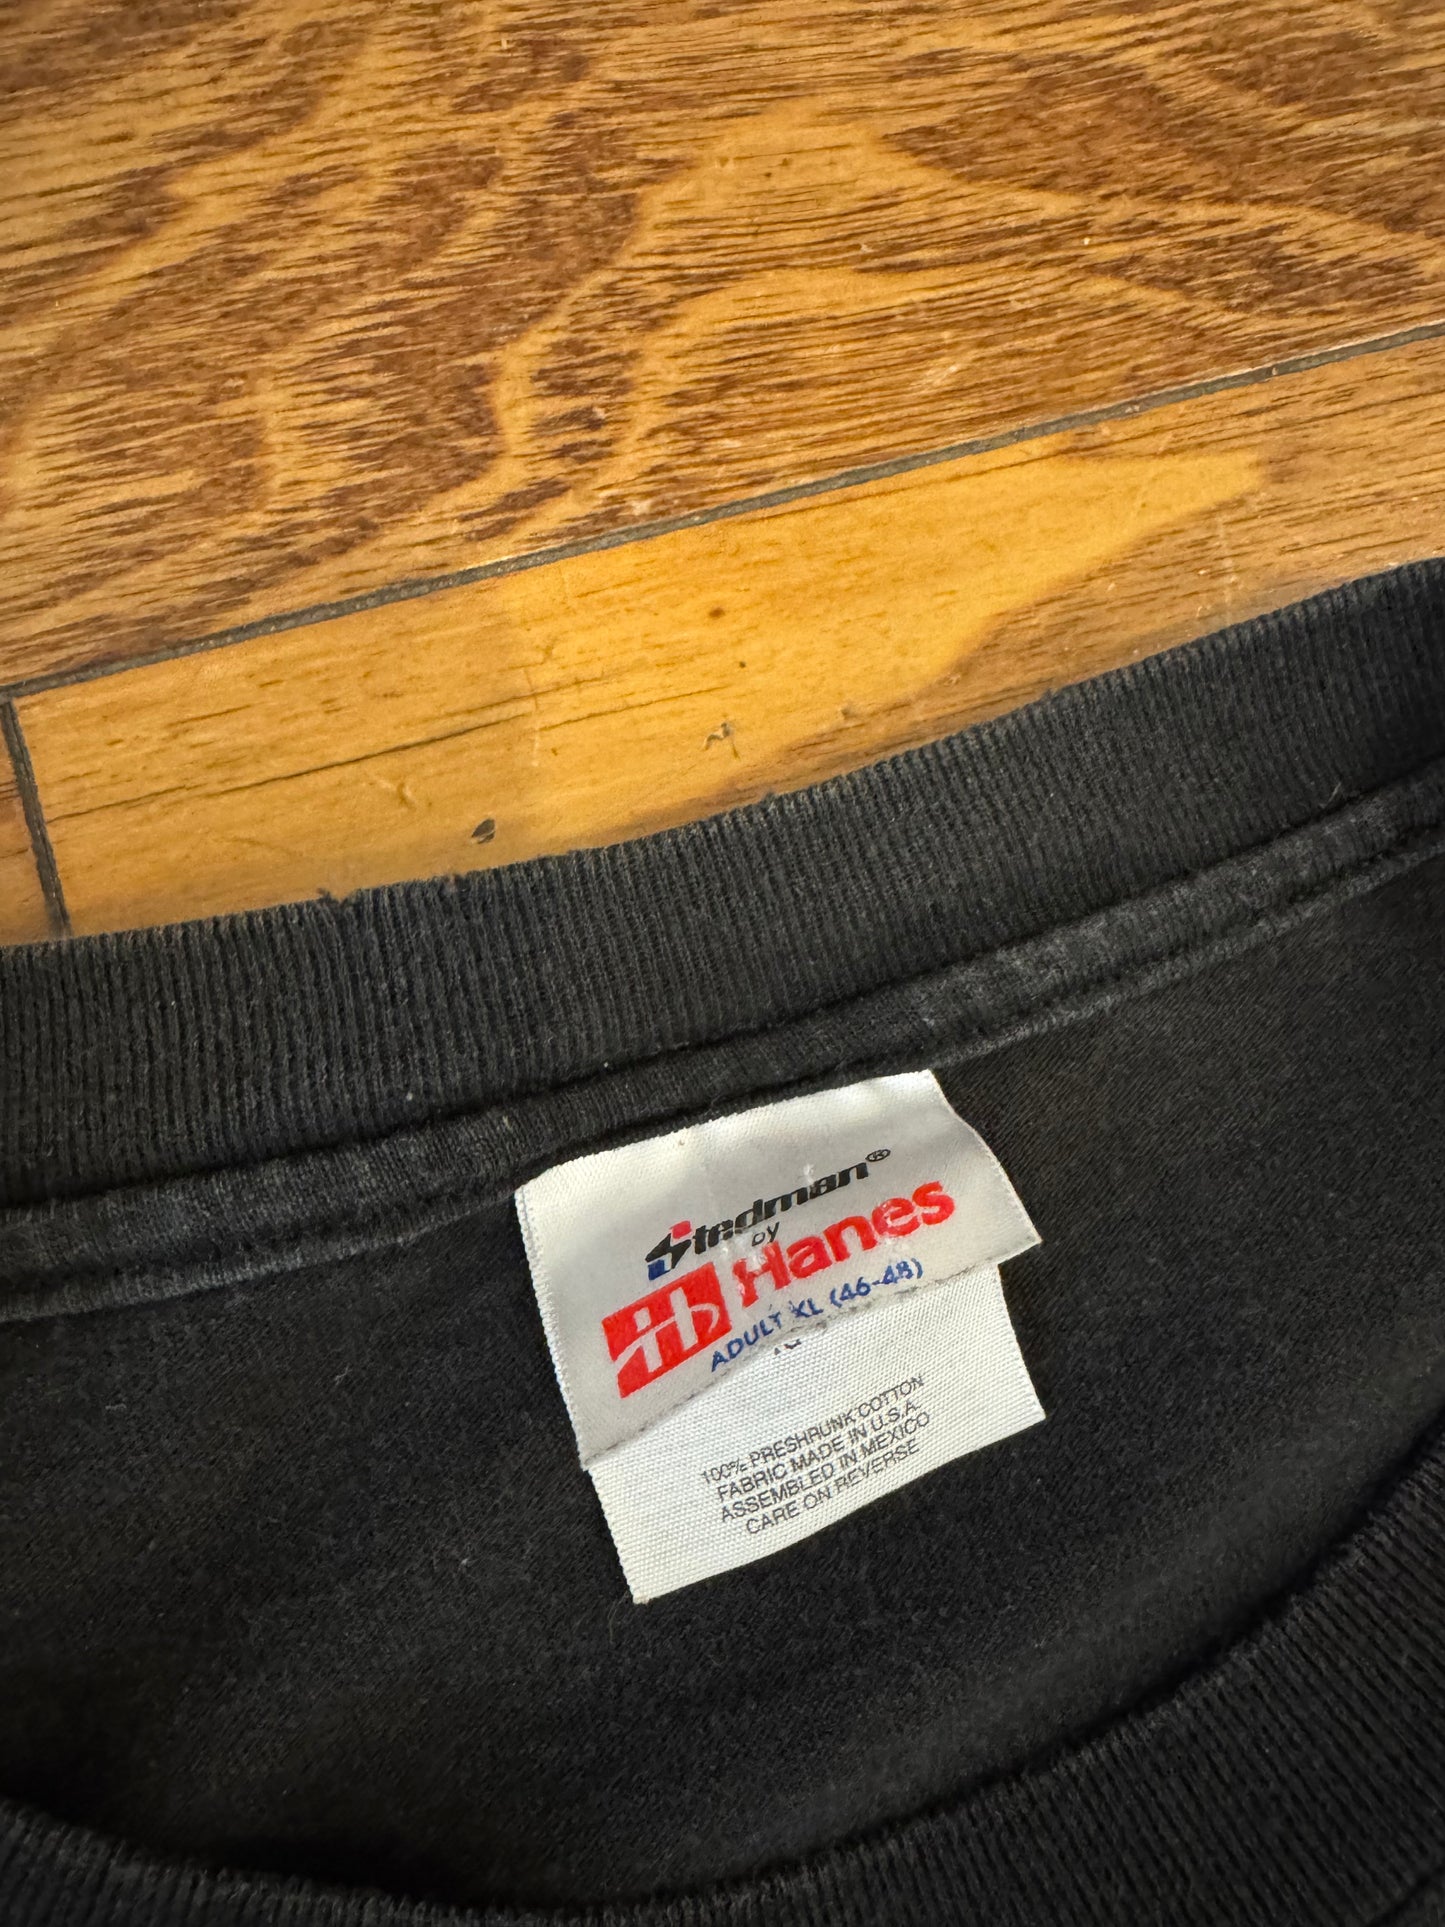 Stedman®
by
Hanes
ADULT XL (46-48)
100% PRESHRUNK COTTON
FABRIC MADE IN U.S.A.
ASSEMBLED IN MEXICO
CARE ON REVERSE